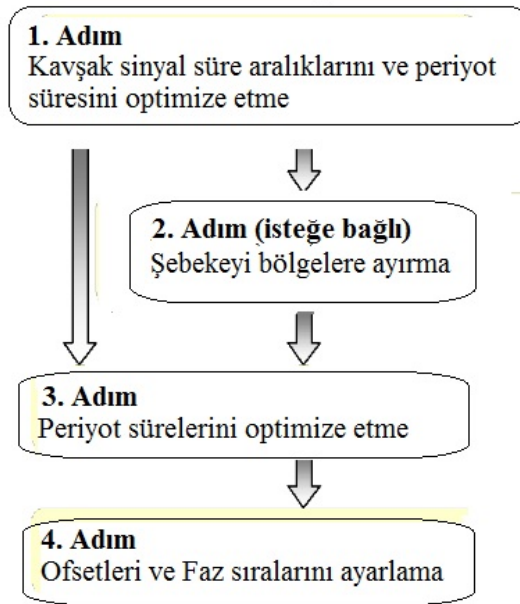 1. Adım
Kavşak sinyal süre aralıklarını ve periyot
süresini optimize etme
2. Adım (isteğe bağlı)
Şebekeyi bölgelere ayırma
3. Adım
Periyot sürelerini optimize etme
4. Adım
Ofsetleri ve Faz sıralarını ayarlama